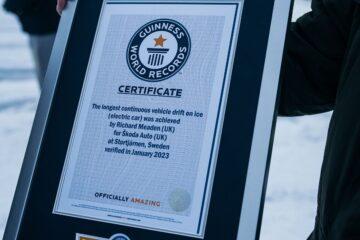 GUINNESS
WORLD RECORDS
CERTIFICATE
The longest continuous vehicle drift on ice
(electric car) was achieved
by Richard Meaden (UK)
for Škoda Auto (UK)
at Stortjärnen, Sweden
verified in January 2023
OFFICIALLY AMAZING